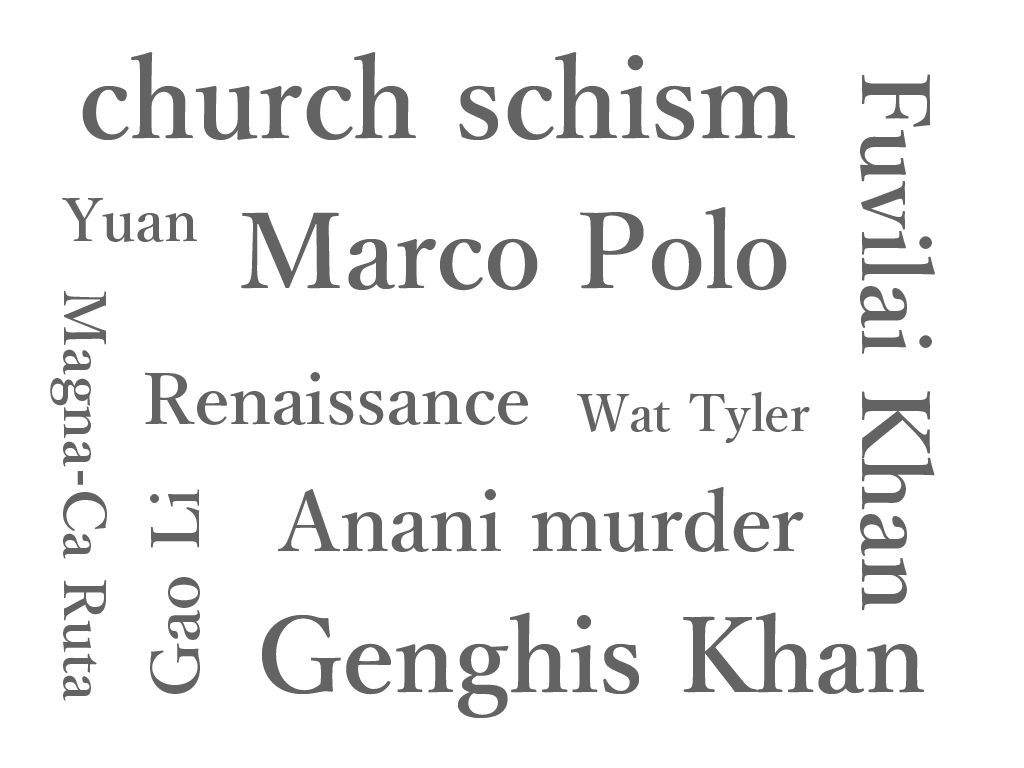 church schism
Fuvilai Khan
Yuan
Marco Polo
Magna-Ca Ruta
Renaissance
Wat Tyler
Gao Li
Anani murder
Genghis Khan